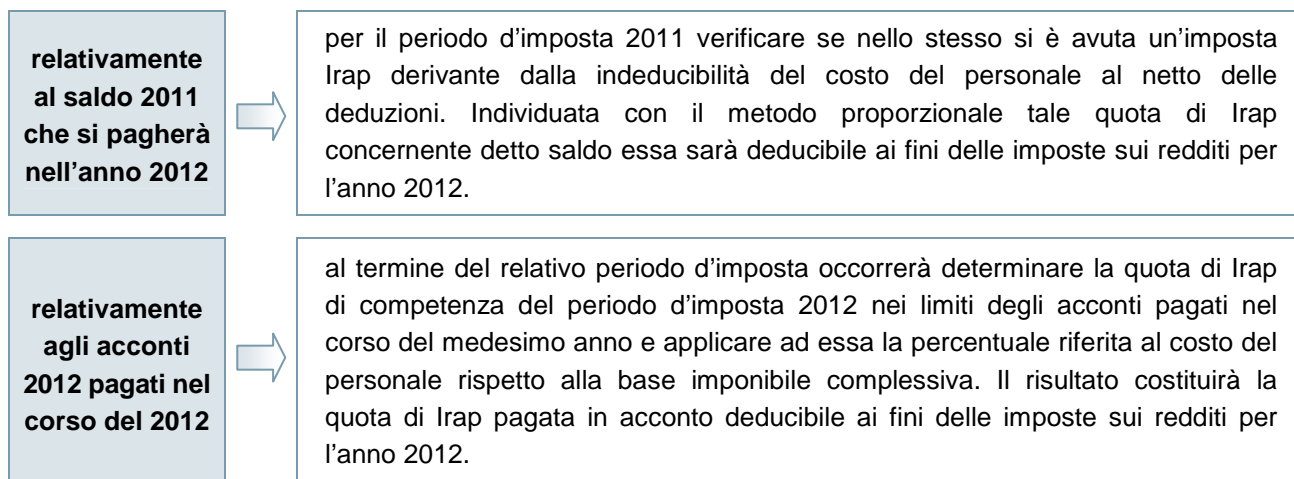 relativamente
al saldo 2011
che si pagherà
nell'anno 2012
per il periodo d'imposta 2011 verificare se nello stesso si è avuta un'imposta
Irap derivante dalla indeducibilità del costo del personale al netto delle
deduzioni. Individuata con il metodo proporzionale tale quota di Irap
concernente detto saldo essa sarà deducibile ai fini delle imposte sui redditi per
l'anno 2012.
relativamente
agli acconti
2012 pagati nel
corso del 2012
al termine del relativo periodo d'imposta occorrerà determinare la quota di Irap
di competenza del periodo d'imposta 2012 nei limiti degli acconti pagati nel
corso del medesimo anno e applicare ad essa la percentuale riferita al costo del
personale rispetto alla base imponibile complessiva. Il risultato costituirà la
quota di Irap pagata in acconto deducibile ai fini delle imposte sui redditi per
l'anno 2012.